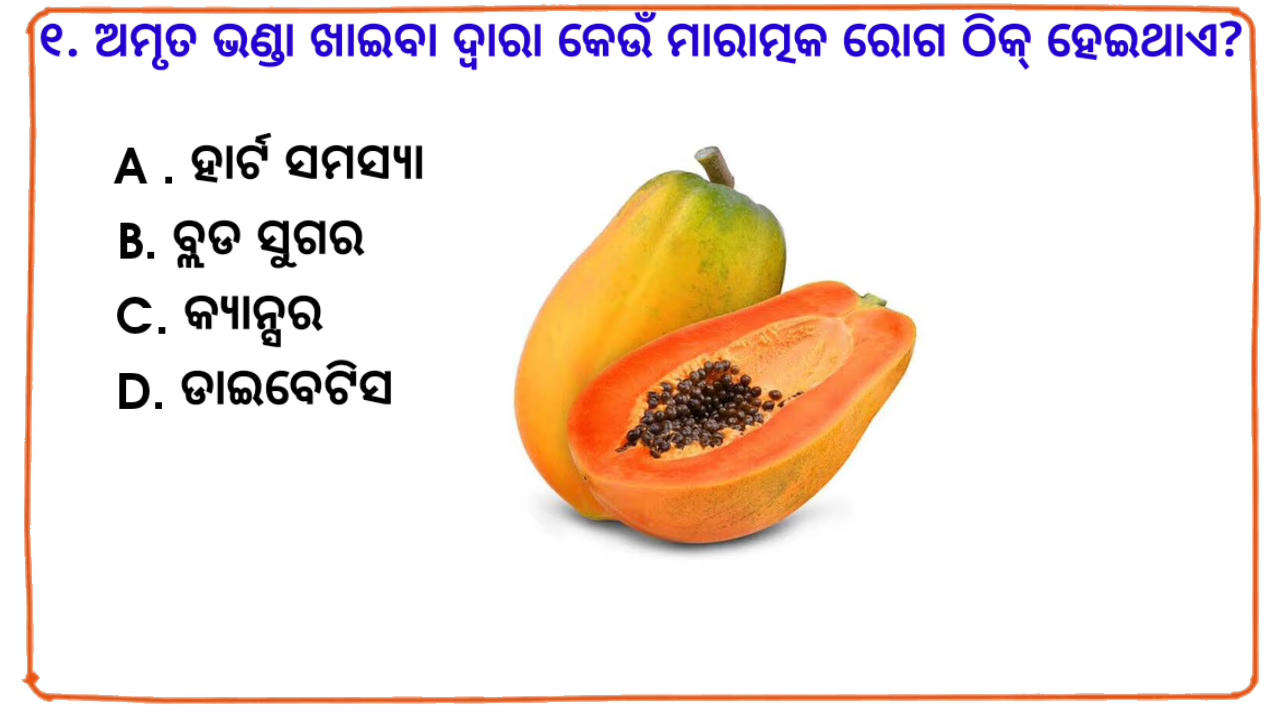 ୧. ଅମୃତ ଭଣ୍ଡା ଖାଇବା ଦ୍ୱାରା କେଉଁ ମାରାତ୍ମକ ରୋଗ ଠିକ୍ ହେଇଥାଏ?
A . ହାର୍ଟ ସମସ୍ୟା
B. ବ୍ଲଡ ସୁଗର
C. କ୍ୟାନ୍ସର
D. ଡାଇବେଟିସ